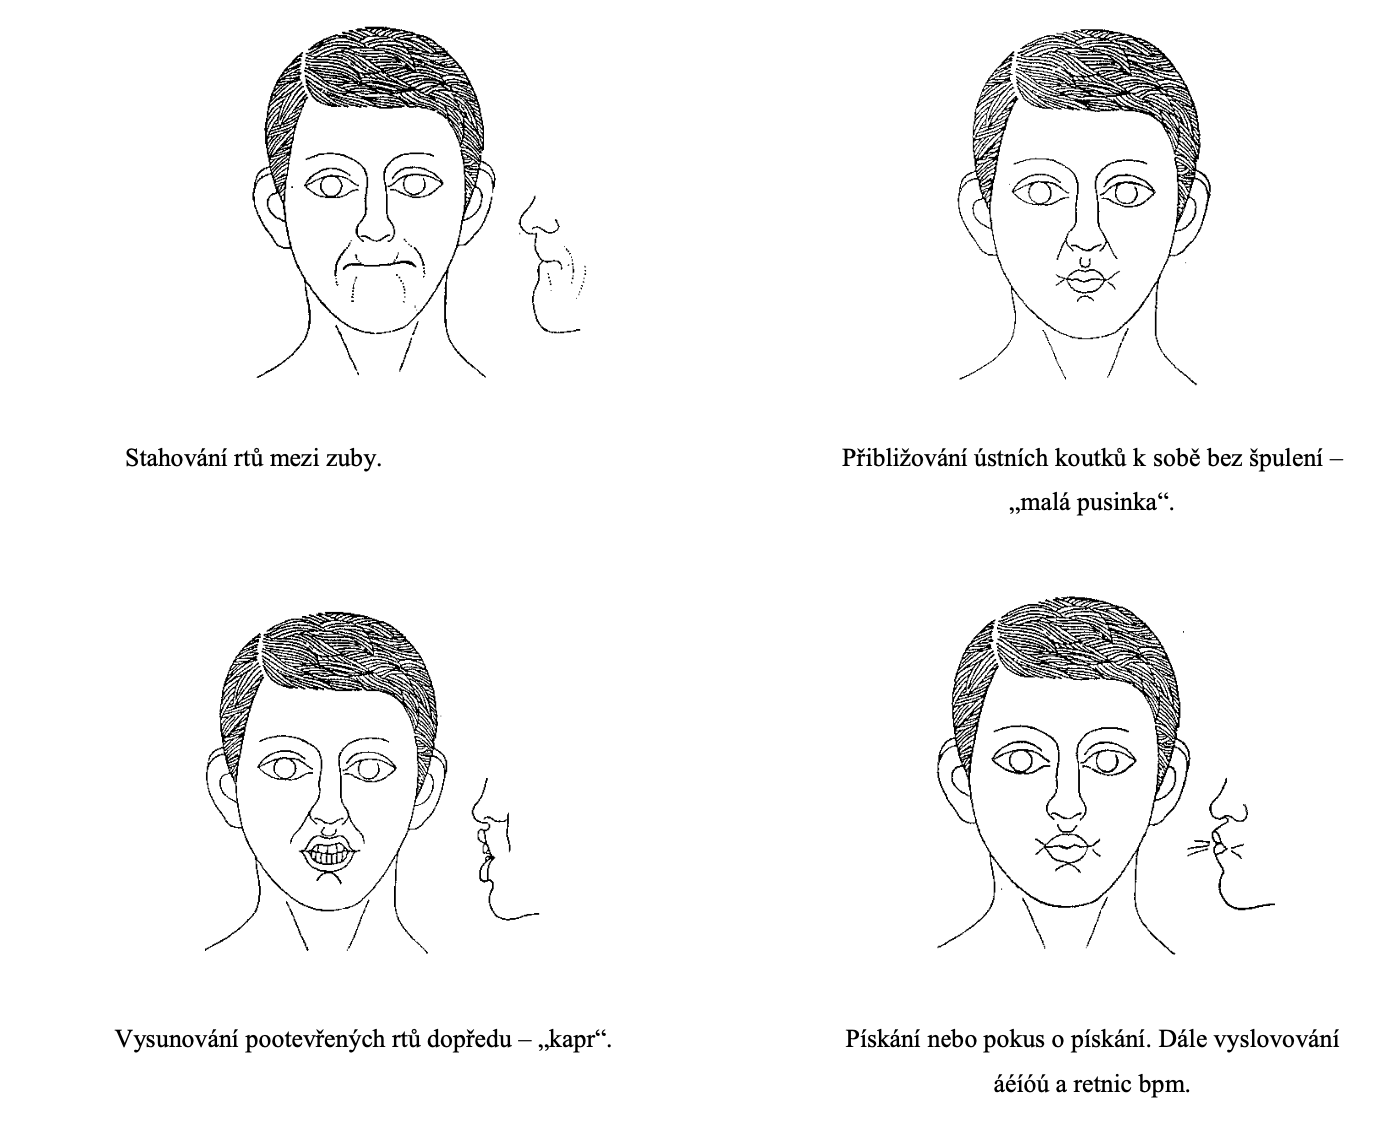 Stahování rtů mezi zuby.
Přibližování ústních koutků k sobě bez špulení –
„malá pusinka“.
Vysunování pootevřených rtů dopředu – „kapr“.
Pískání nebo pokus o pískání. Dále vyslovování
áéíóú a retnic bpm.